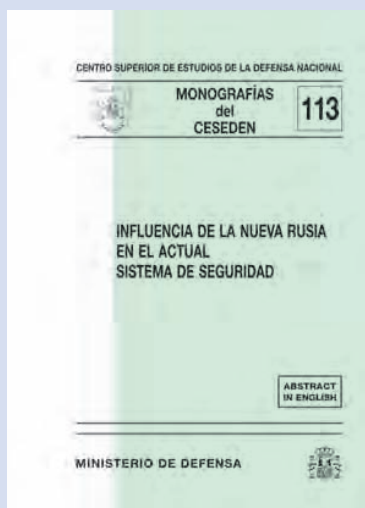 CENTRO SUPERIOR DE ESTUDIOS DE LA DEFENSA NACIONAL
MONOGRAFÍAS
del
CESEDEN
113
INFLUENCIA DE LA NUEVA RUSIA
EN EL ACTUAL
SISTEMA DE SEGURIDAD
ABSTRACT
IN ENGLISH
MINISTERIO DE DEFENSA